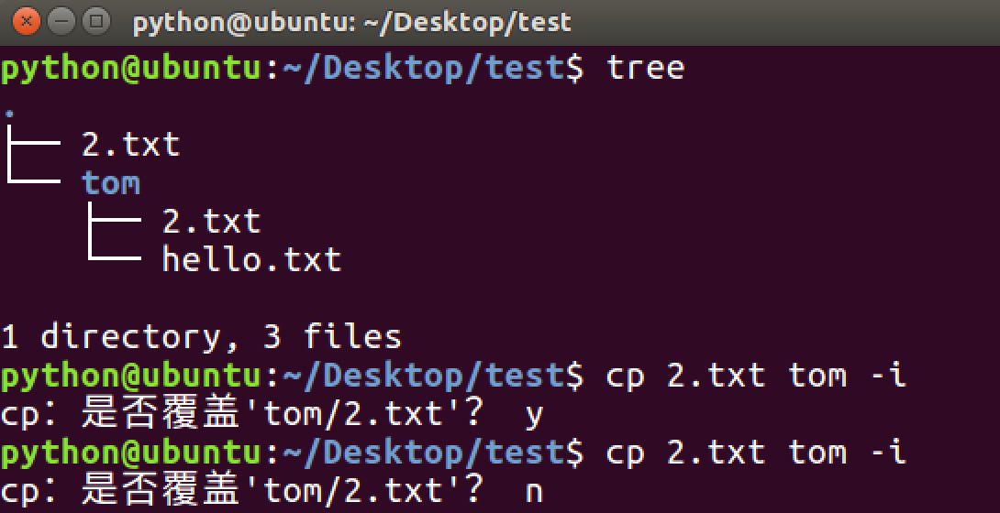 python@ubuntu: ~/Desktop/test
python@ubuntu:~/Desktop/test$ tree
.
├── 2.txt
└── tom
    ├── 2.txt
    └── hello.txt
1 directory, 3 files
python@ubuntu:~/Desktop/test$ cp 2.txt tom -i
cp：是否覆盖'tom/2.txt'？ y
python@ubuntu:~/Desktop/test$ cp 2.txt tom -i
cp：是否覆盖'tom/2.txt'？ n